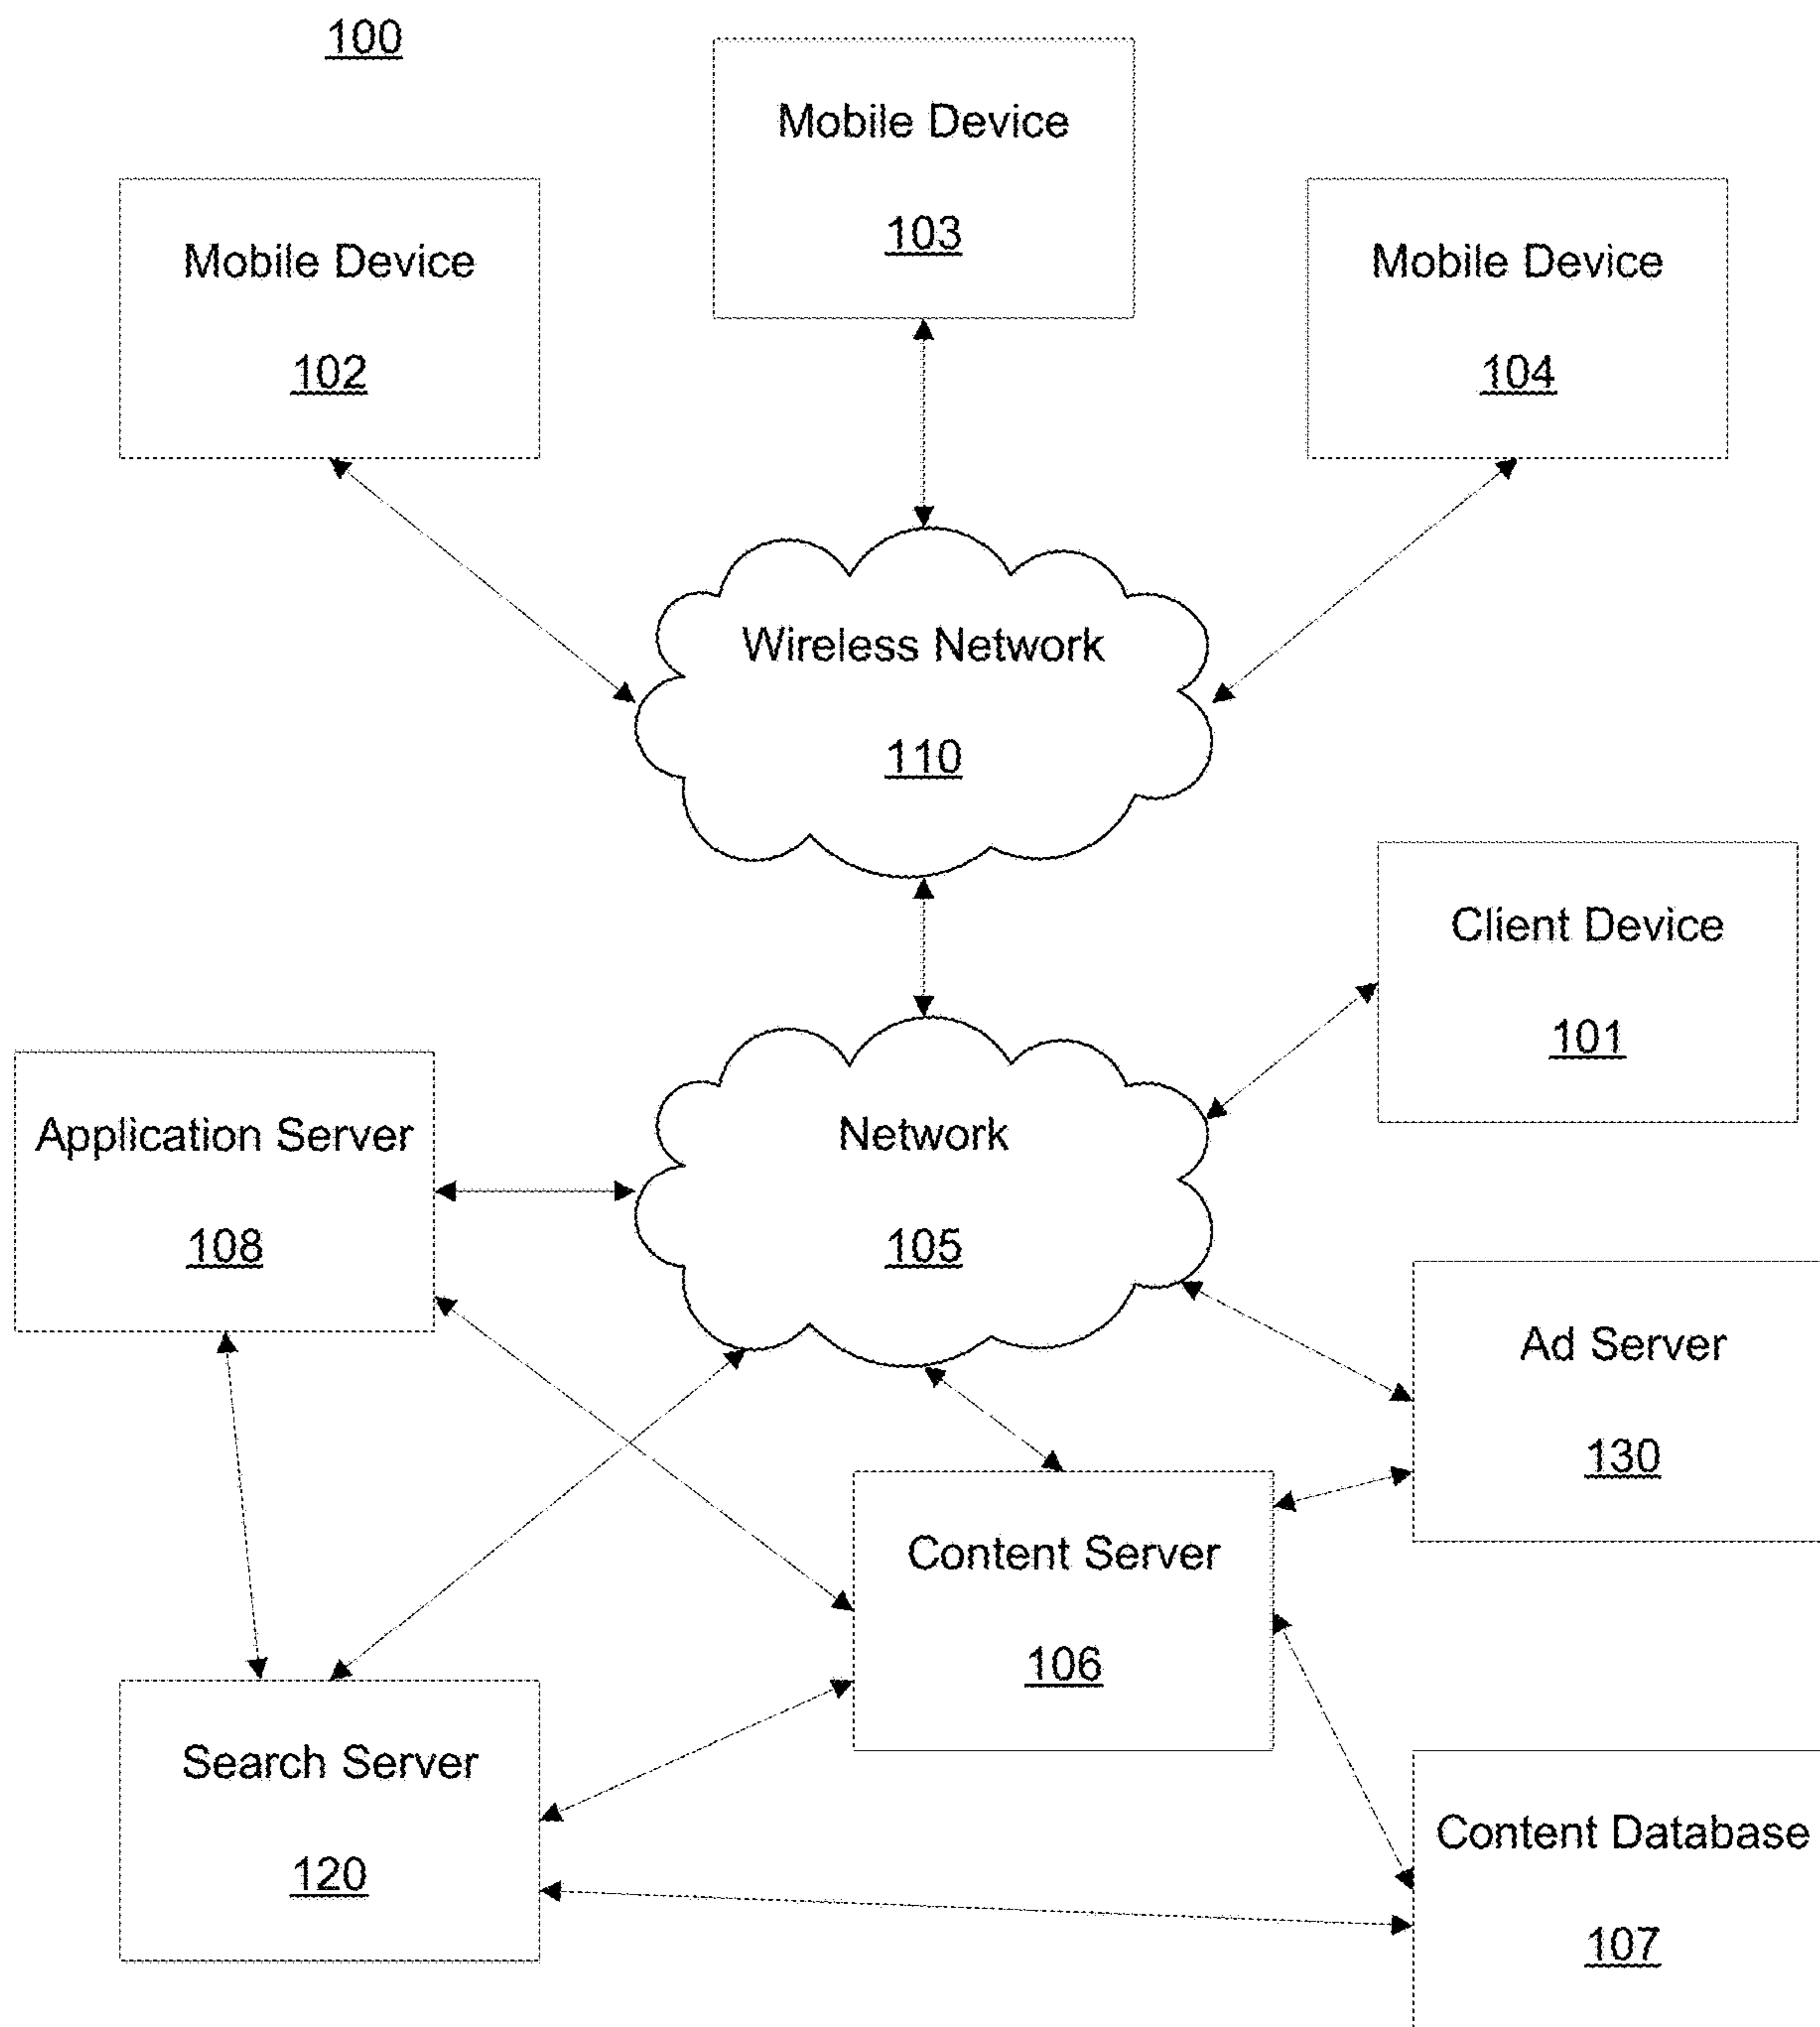 100
Mobile Device
103
Mobile Device
102
Mobile Device
104
Wireless Network
110
Client Device
101
Application Server
108
Network
105
Ad Server
130
Content Server
106
Search Server
120
Content Database
107